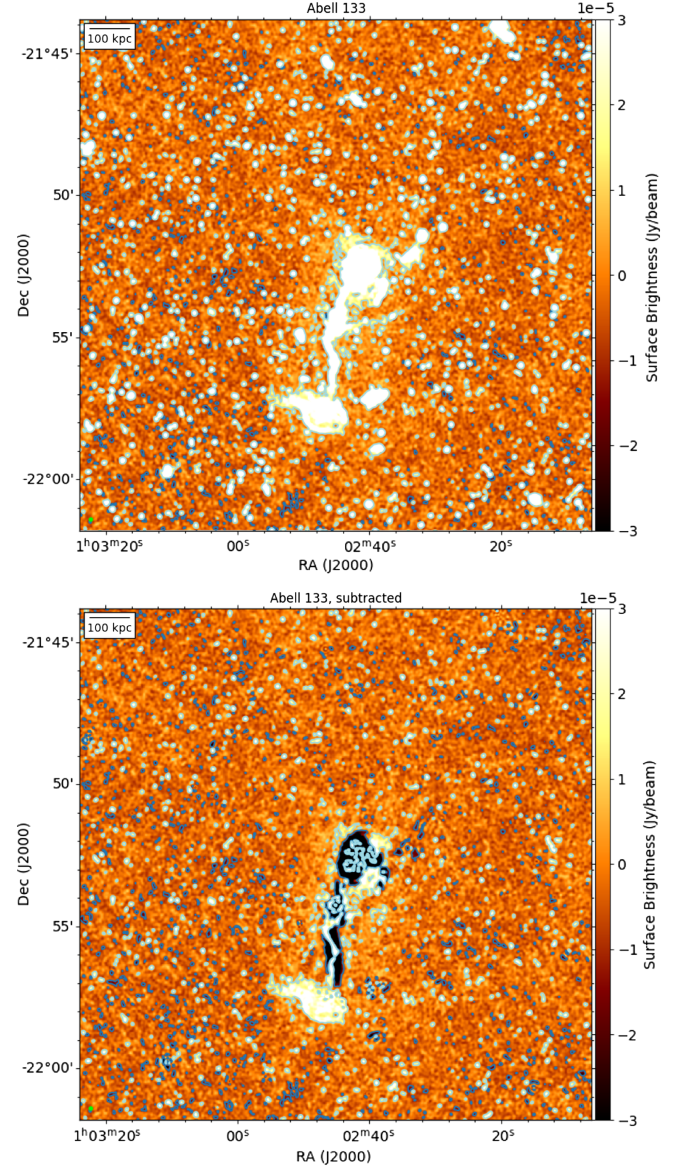 Abell 133
1e−5
100 kpc
-21°45'
50'
55'
-22°00'
Dec (J2000)
1ʰ03ᵐ20ˢ
00ˢ
02ᵐ40ˢ
20ˢ
RA (J2000)
3
2
1
0
−1
−2
−3
Surface Brightness (Jy/beam)
Abell 133, subtracted
1e−5
100 kpc
-21°45'
50'
55'
-22°00'
Dec (J2000)
1ʰ03ᵐ20ˢ
00ˢ
02ᵐ40ˢ
20ˢ
RA (J2000)
3
2
1
0
−1
−2
−3
Surface Brightness (Jy/beam)